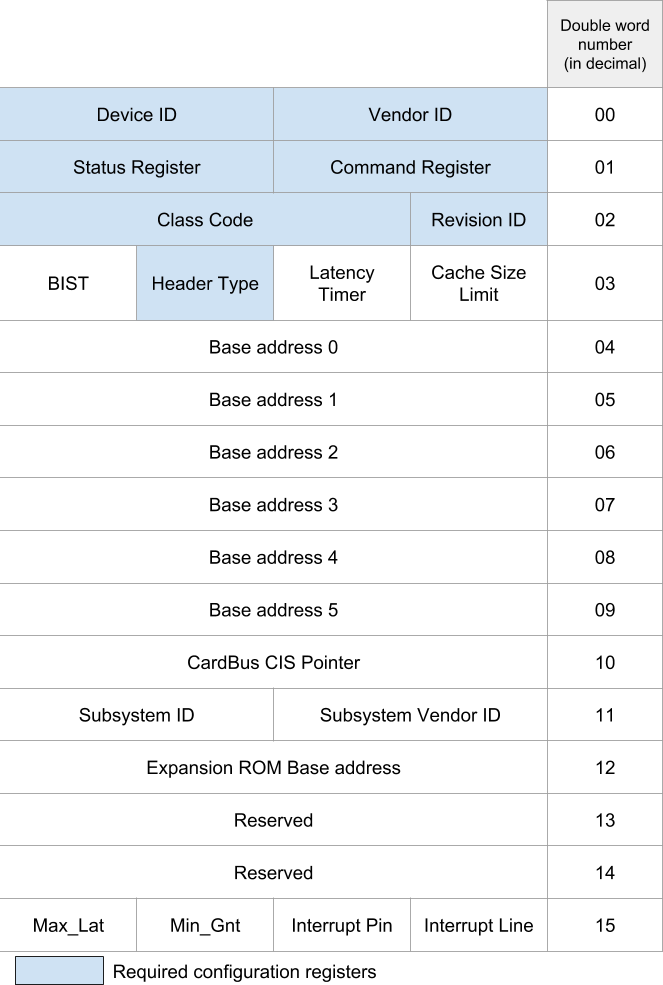 Double word
number
(in decimal)
Device ID Vendor ID 00
Status Register Command Register 01
Class Code Revision ID 02
BIST Header Type Latency Timer Cache Size Limit 03
Base address 0 04
Base address 1 05
Base address 2 06
Base address 3 07
Base address 4 08
Base address 5 09
CardBus CIS Pointer 10
Subsystem ID Subsystem Vendor ID 11
Expansion ROM Base address 12
Reserved 13
Reserved 14
Max_Lat Min_Gnt Interrupt Pin Interrupt Line 15
Required configuration registers